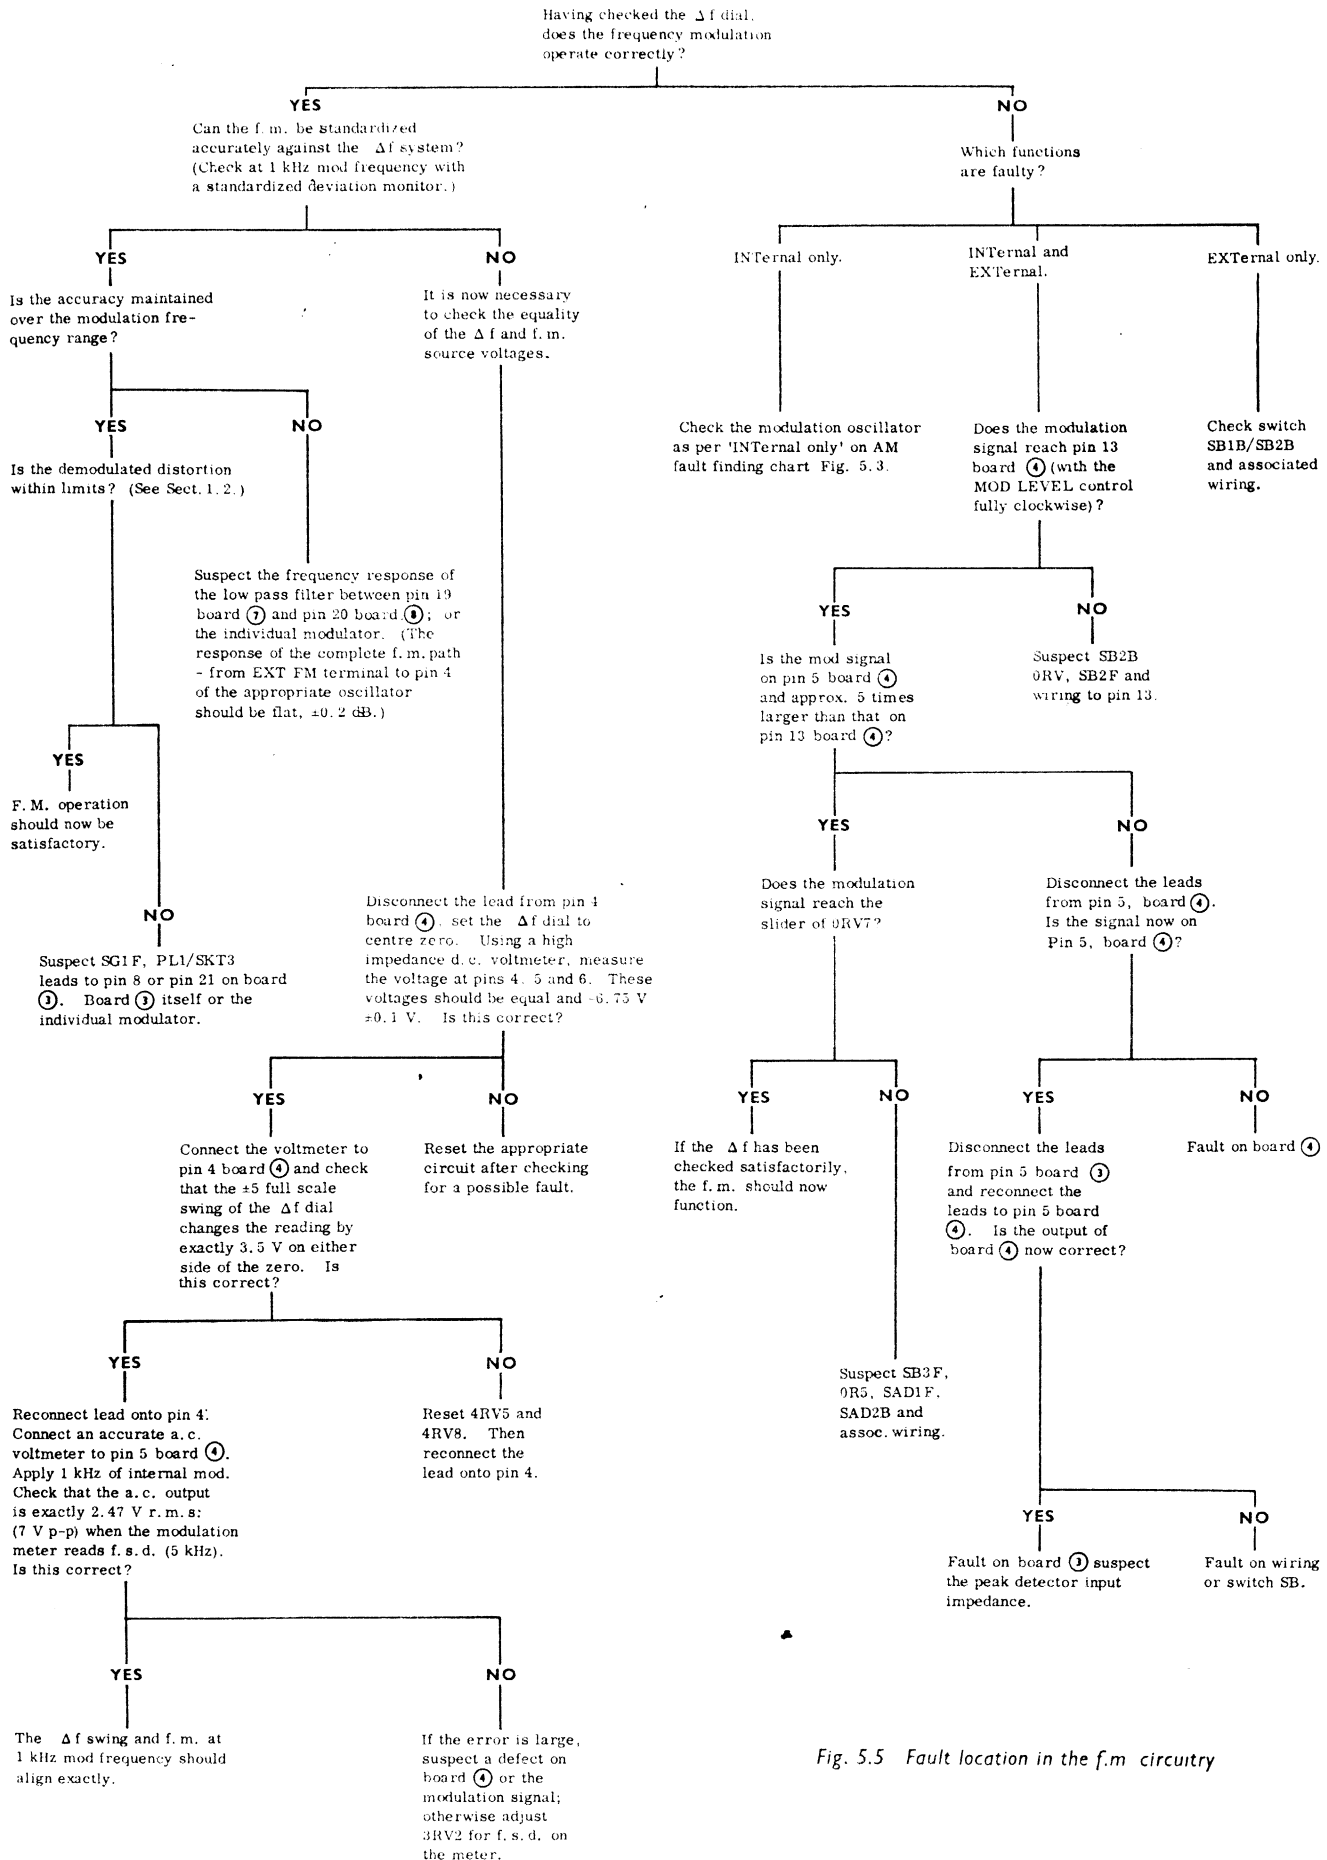 Having checked the Δf dial,
does the frequency modulation
operate correctly?
YES
NO
Can the f.m. be standardized
accurately against the Δf system?
(Check at 1 kHz mod frequency with
a standardized deviation monitor.)
Which functions
are faulty?
YES
NO
INTernal only.
INTernal and
EXTernal.
EXTernal only.
Is the accuracy maintained
over the modulation fre-
quency range?
It is now necessary
to check the equality
of the Δf and f.m.
source voltages.
YES
NO
Check the modulation oscillator
as per 'INTernal only' on AM
fault finding chart Fig. 5.3.
Does the modulation
signal reach pin 13
board ④ (with the
MOD LEVEL control
fully clockwise)?
Check switch
SB1B/SB2B
and associated
wiring.
Is the demodulated distortion
within limits? (See Sect. 1.2.)
Suspect the frequency response of
the low pass filter between pin 19
board ⑦ and pin 20 board ⑧; or
the individual modulator. (The
response of the complete f.m. path
- from EXT FM terminal to pin 4
of the appropriate oscillator
should be flat, ±0.2 dB.)
YES
NO
Is the mod signal
on pin 5 board ④
and approx. 5 times
larger than that on
pin 13 board ④?
Suspect SB2B
0RV, SB2F and
wiring to pin 13.
YES
F.M. operation
should now be
satisfactory.
YES
NO
NO
Suspect SG1F, PL1/SKT3
leads to pin 8 or pin 21 on board
③. Board ③ itself or the
individual modulator.
Disconnect the lead from pin 4
board ④, set the Δf dial to
centre zero. Using a high
impedance d.c. voltmeter, measure
the voltage at pins 4, 5 and 6. These
voltages should be equal and -6.75 V
±0.1 V. Is this correct?
Does the modulation
signal reach the
slider of 0RV7?
Disconnect the leads
from pin 5, board ④.
Is the signal now on
Pin 5, board ④?
YES
NO
YES
NO
YES
NO
Connect the voltmeter to
pin 4 board ④ and check
that the ±5 full scale
swing of the Δf dial
changes the reading by
exactly 3.5 V on either
side of the zero. Is
this correct?
Reset the appropriate
circuit after checking
for a possible fault.
If the Δf has been
checked satisfactorily,
the f.m. should now
function.
Disconnect the leads
from pin 5 board ③
and reconnect the
leads to pin 5 board
④. Is the output of
board ④ now correct?
Fault on board ④
YES
NO
Suspect SB3F,
0R5, SAD1F,
SAD2B and
assoc. wiring.
Reconnect lead onto pin 4.
Connect an accurate a.c.
voltmeter to pin 5 board ④.
Apply 1 kHz of internal mod.
Check that the a.c. output
is exactly 2.47 V r.m.s:
(7 V p-p) when the modulation
meter reads f.s.d. (5 kHz).
Is this correct?
Reset 4RV5 and
4RV8. Then
reconnect the
lead onto pin 4.
YES
NO
Fault on board ③ suspect
the peak detector input
impedance.
Fault on wiring
or switch SB.
YES
NO
The Δf swing and f.m. at
1 kHz mod frequency should
align exactly.
If the error is large,
suspect a defect on
board ④ or the
modulation signal;
otherwise adjust
3RV2 for f.s.d. on
the meter.
Fig. 5.5 Fault location in the f.m circuitry